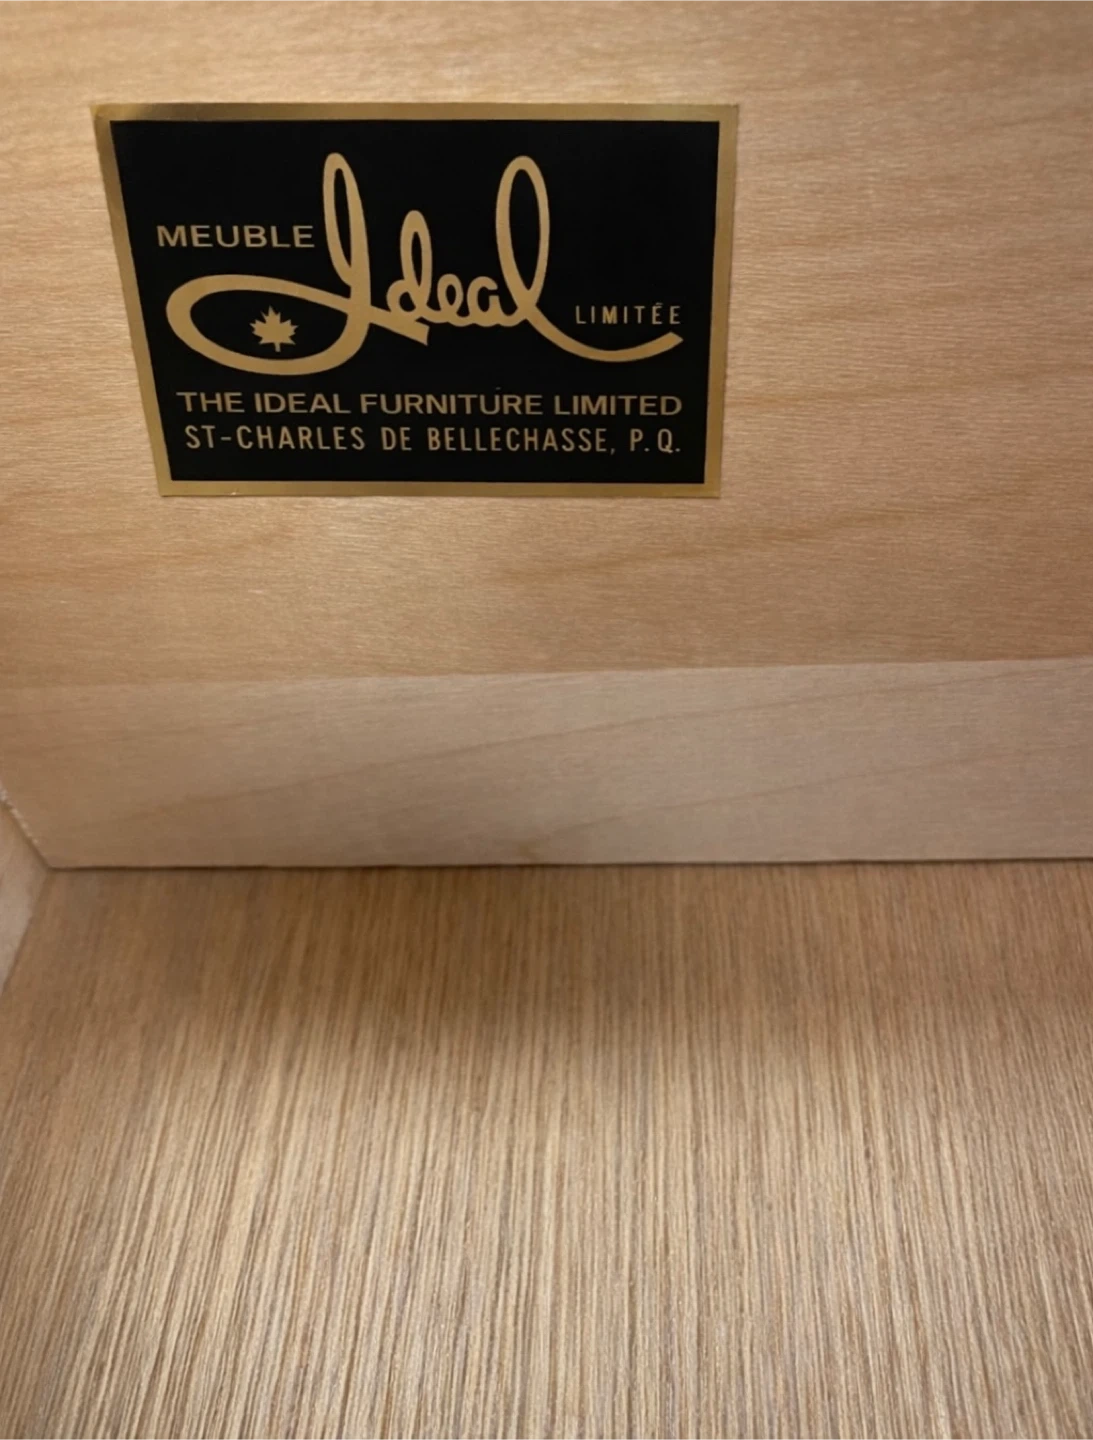 MEUBLE Ideal LIMITÉE
THE IDEAL FURNITURE LIMITED
ST-CHARLES DE BELLECHASSE, P.Q.